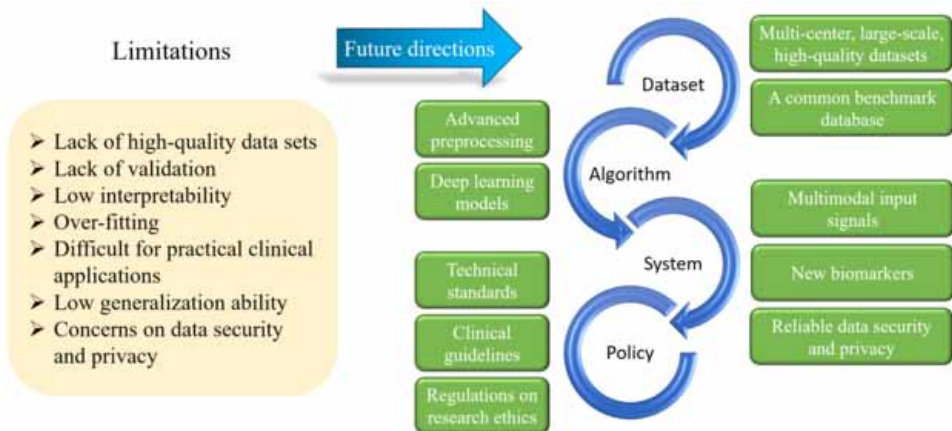 Limitations
Future directions
Lack of high-quality data sets
Lack of validation
Low interpretability
Over-fitting
Difficult for practical clinical
applications
Low generalization ability
Concerns on data security
and privacy
Dataset
Multi-center, large-scale,
high-quality datasets
A common benchmark
database
Advanced
preprocessing
Deep learning
models
Algorithm
Multimodal input
signals
New biomarkers
Reliable data security
and privacy
System
Technical
standards
Clinical
guidelines
Regulations on
research ethics
Policy